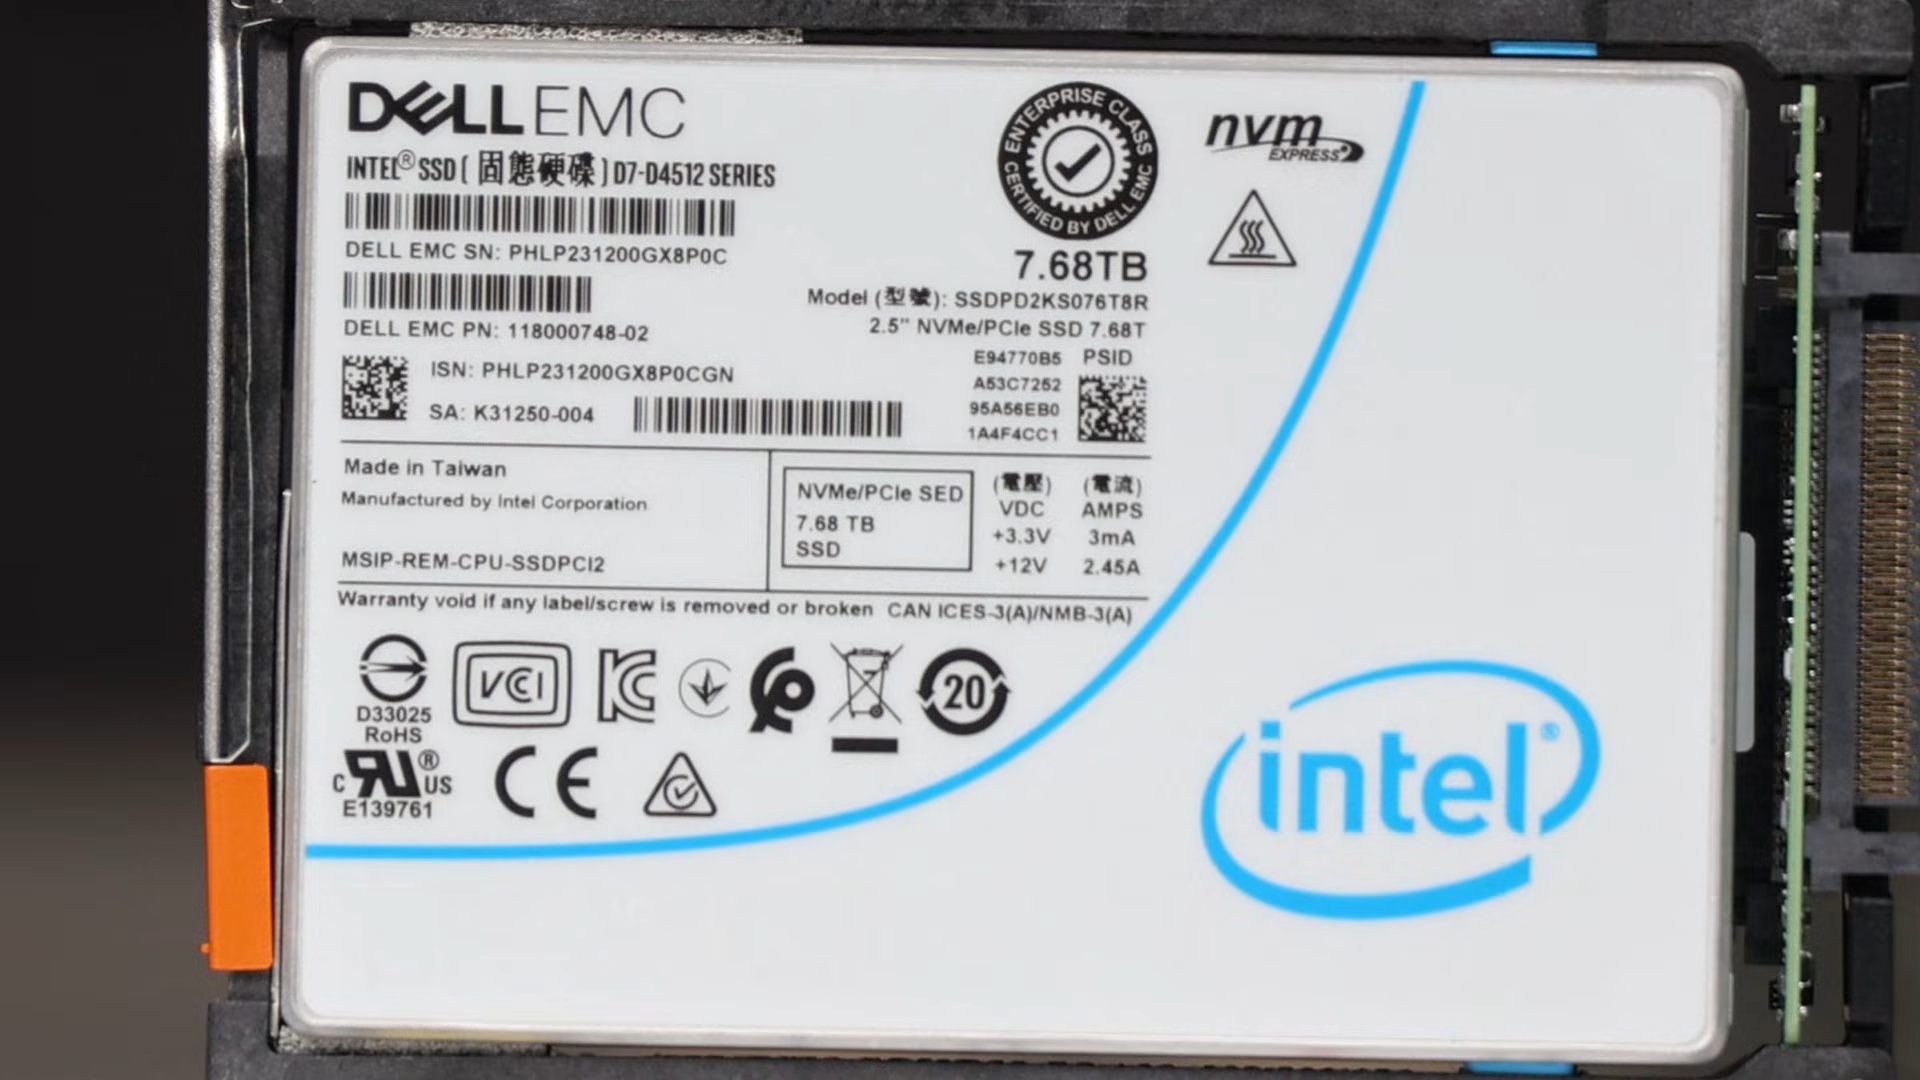 DELL EMC
INTEL® SSD (固態硬碟) D7-D4512 SERIES
DELL EMC SN: PHLP231200GX8P0C
DELL EMC PN: 118000748-02
ISN: PHLP231200GX8P0CGN
SA: K31250-004
ENTERPRISE CLASS
CERTIFIED BY DELL EMC
7.68TB
Model (型號): SSDPD2KS076T8R
2.5" NVMe/PCIe SSD 7.68T
E94770B5 PSID
A53C7252
95A56EB0
1A4F4CC1
nvm
EXPRESS
Made in Taiwan
Manufactured by Intel Corporation
MSIP-REM-CPU-SSDPCI2
NVMe/PCIe SED
7.68 TB
SSD
(電壓) (電流)
VDC AMPS
+3.3V 3mA
+12V 2.45A
Warranty void if any label/screw is removed or broken CAN ICES-3(A)/NMB-3(A)
D33025
RoHS
VCI
20
c RU ® US
E139761
CE
intel®